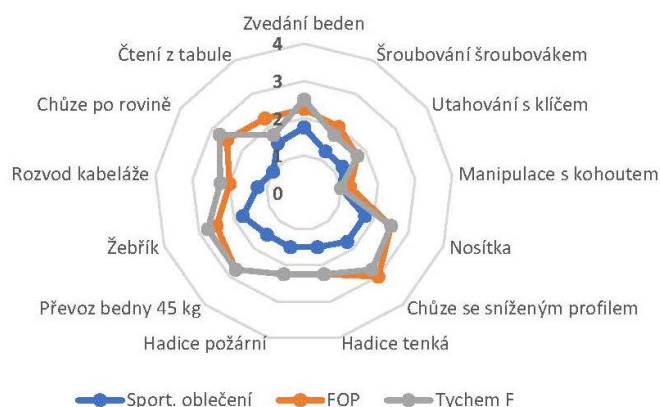 Zvedání beden
4
Čtení z tabule
Šroubování šroubovákem
3
Chůze po rovině
2
Utahování s klíčem
1
Rozvod kabeláže
0
Manipulace s kohoutem
Žebřík
Nosítka
Převoz bedny 45 kg
Chůze se sníženým profilem
Hadice požární
Hadice tenká
Sport. oblečení FOP Tychem F